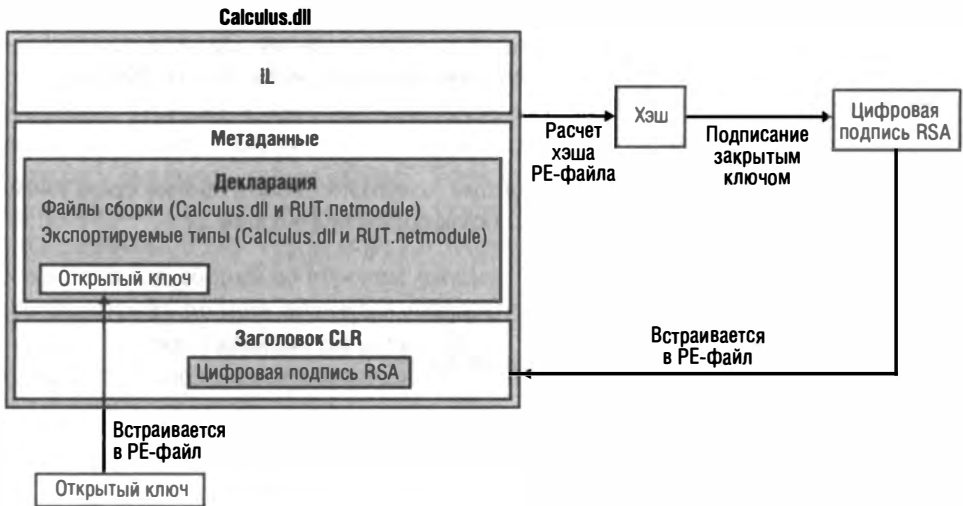 Calculus.dll
IL
Метаданные
Декларация
Файлы сборки (Calculus.dll и RUT.netmodule)
Экспортируемые типы (Calculus.dll и RUT.netmodule)
Открытый ключ
Заголовок CLR
Цифровая подпись RSA
Расчет
хэша
PE-файла
Хэш
Подписание
закрытым
ключом
Цифровая
подпись RSA
Встраивается
в PE-файл
Встраивается
в PE-файл
Открытый ключ